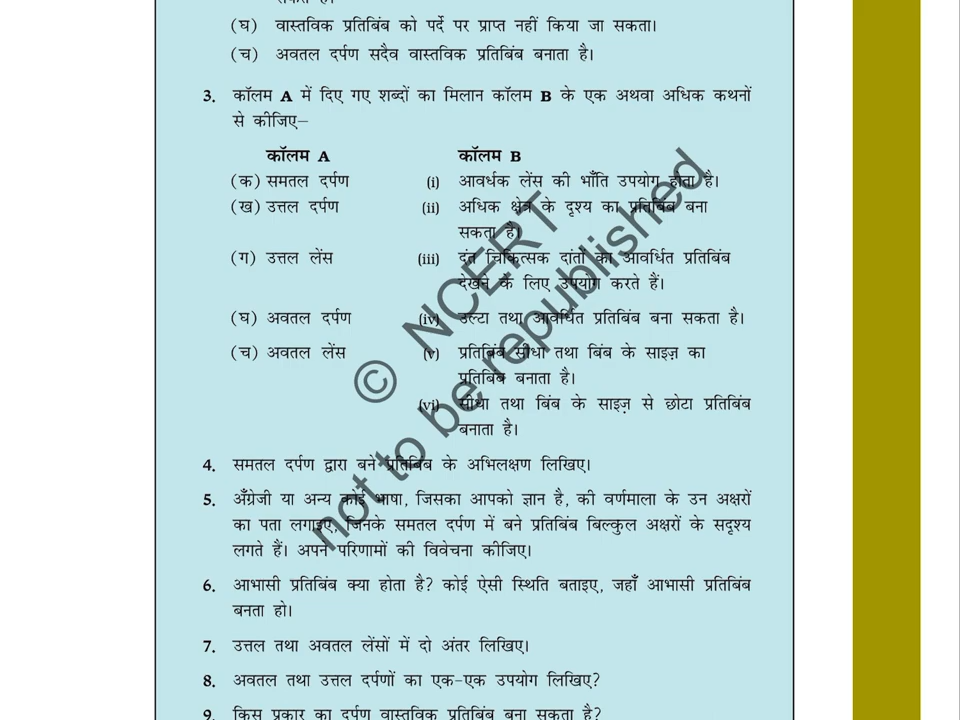 (घ) वास्तविक प्रतिबिंब को पर्दे पर प्राप्त नहीं किया जा सकता।
(च) अवतल दर्पण सदैव वास्तविक प्रतिबिंब बनाता है।
3. कॉलम A में दिए गए शब्दों का मिलान कॉलम B के एक अथवा अधिक कथनों
से कीजिए–
कॉलम A कॉलम B
(क) समतल दर्पण (i) आवर्धक लेंस की भाँति उपयोग होता है।
(ख) उत्तल दर्पण (ii) अधिक क्षेत्र के दृश्य का प्रतिबिंब बना
सकता है।
(ग) उत्तल लेंस (iii) दंत चिकित्सक दांतों का आवर्धित प्रतिबिंब
देखने के लिए उपयोग करते हैं।
(घ) अवतल दर्पण (iv) उल्टा तथा आवर्धित प्रतिबिंब बना सकता है।
(च) अवतल लेंस (v) प्रतिबिंब सीधा तथा बिंब के साइज़ का
प्रतिबिंब बनाता है।
(vi) सीधा तथा बिंब के साइज़ से छोटा प्रतिबिंब
बनाता है।
4. समतल दर्पण द्वारा बने प्रतिबिंब के अभिलक्षण लिखिए।
5. अँग्रेजी या अन्य कोई भाषा, जिसका आपको ज्ञान है, की वर्णमाला के उन अक्षरों
का पता लगाइए, जिनके समतल दर्पण में बने प्रतिबिंब बिल्कुल अक्षरों के सदृश्य
लगते हैं। अपने परिणामों की विवेचना कीजिए।
6. आभासी प्रतिबिंब क्या होता है? कोई ऐसी स्थिति बताइए, जहाँ आभासी प्रतिबिंब
बनता हो।
7. उत्तल तथा अवतल लेंसों में दो अंतर लिखिए।
8. अवतल तथा उत्तल दर्पणों का एक-एक उपयोग लिखिए?
9. किस प्रकार का दर्पण वास्तविक प्रतिबिंब बना सकता है?
© NCERT
not to be republished